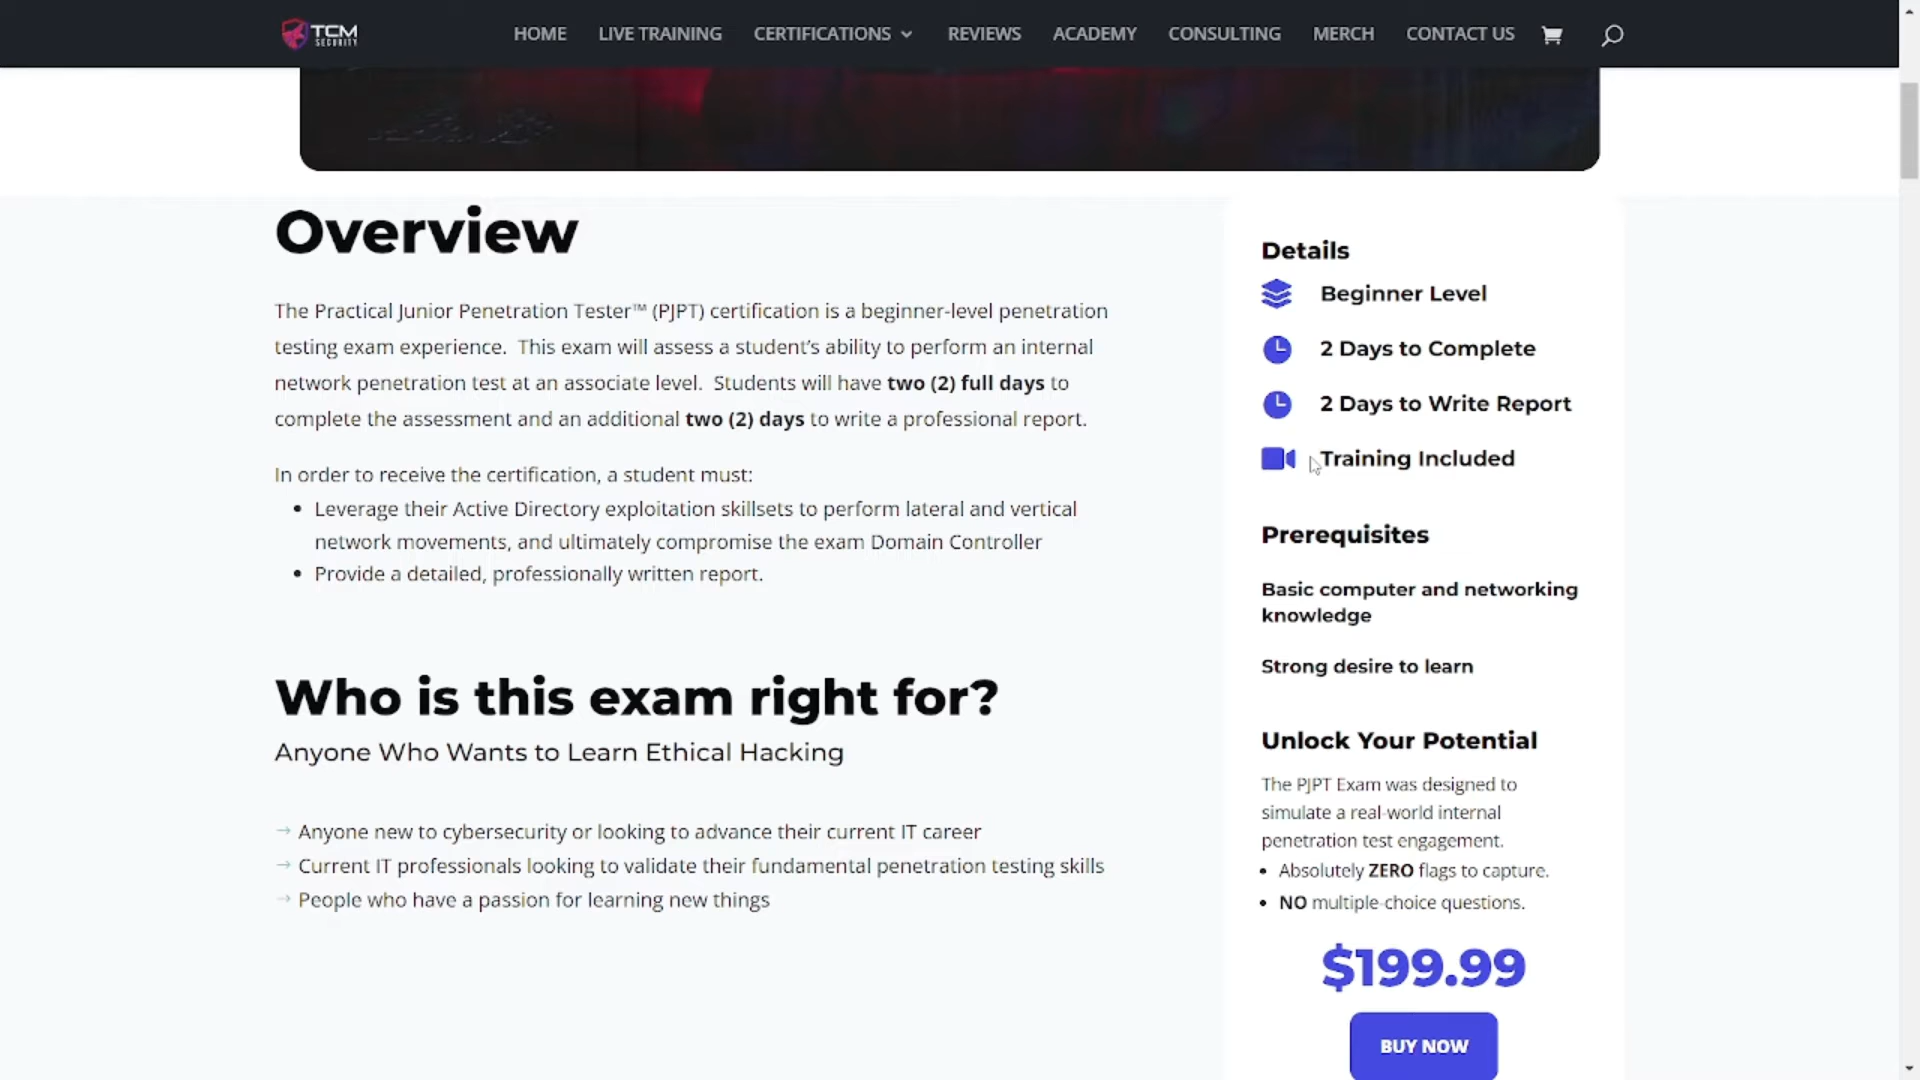 TCM
SECURITY
HOME
LIVE TRAINING
CERTIFICATIONS
REVIEWS
ACADEMY
CONSULTING
MERCH
CONTACT US
Overview
The Practical Junior Penetration Tester™ (PJPT) certification is a beginner-level penetration
testing exam experience. This exam will assess a student's ability to perform an internal
network penetration test at an associate level. Students will have two (2) full days to
complete the assessment and an additional two (2) days to write a professional report.
In order to receive the certification, a student must:
• Leverage their Active Directory exploitation skillsets to perform lateral and vertical
network movements, and ultimately compromise the exam Domain Controller
• Provide a detailed, professionally written report.
Who is this exam right for?
Anyone Who Wants to Learn Ethical Hacking
→ Anyone new to cybersecurity or looking to advance their current IT career
→ Current IT professionals looking to validate their fundamental penetration testing skills
→ People who have a passion for learning new things
Details
Beginner Level
2 Days to Complete
2 Days to Write Report
Training Included
Prerequisites
Basic computer and networking
knowledge
Strong desire to learn
Unlock Your Potential
The PJPT Exam was designed to
simulate a real-world internal
penetration test engagement.
• Absolutely ZERO flags to capture.
• NO multiple-choice questions.
$199.99
BUY NOW